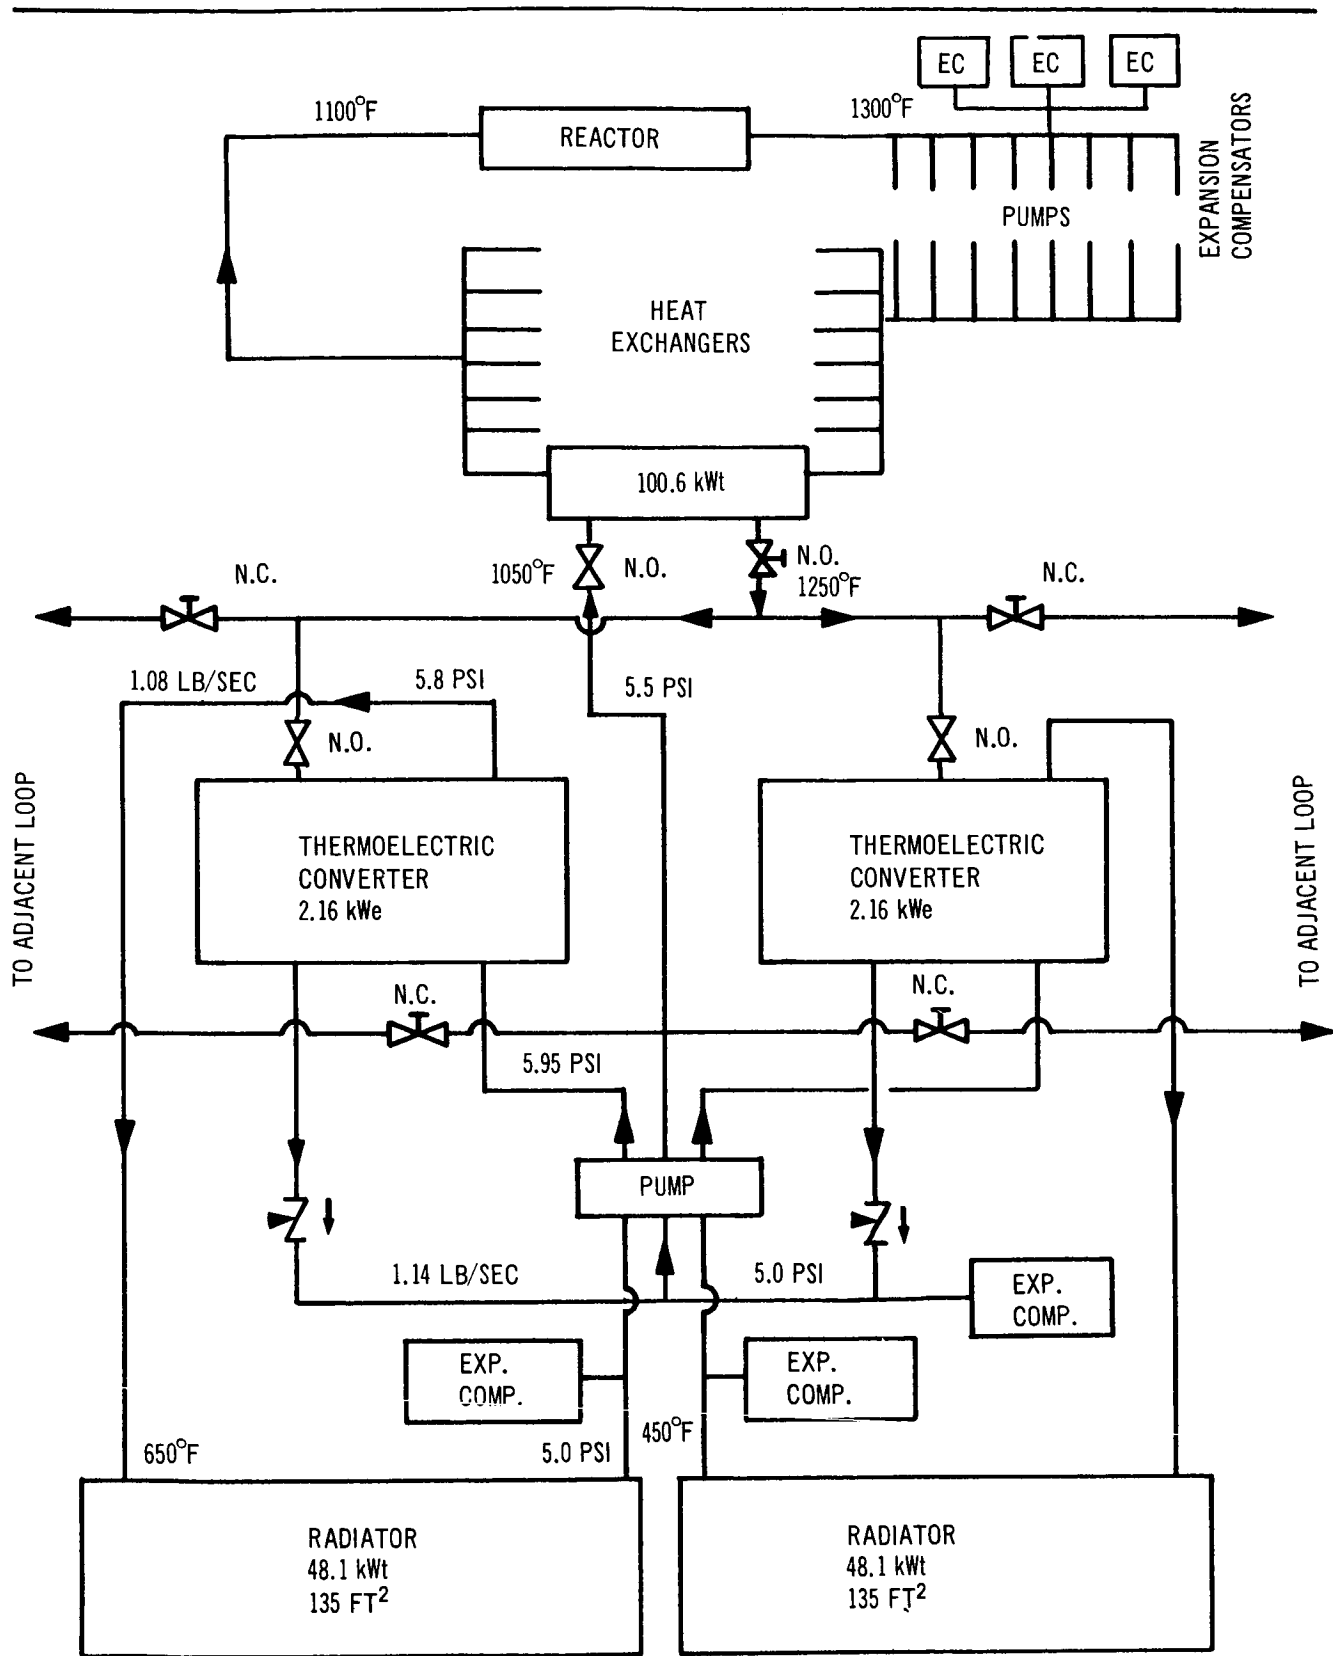 EC
EC
EC
1100°F
REACTOR
1300°F
EXPANSION
COMPENSATORS
PUMPS
HEAT
EXCHANGERS
100.6 kWt
N.C.
1050°F
N.O.
N.O.
1250°F
N.C.
1.08 LB/SEC
5.8 PSI
5.5 PSI
N.O.
N.O.
TO ADJACENT LOOP
THERMOELECTRIC
CONVERTER
2.16 kWe
THERMOELECTRIC
CONVERTER
2.16 kWe
TO ADJACENT LOOP
N.C.
N.C.
5.95 PSI
PUMP
1.14 LB/SEC
5.0 PSI
EXP.
COMP.
EXP.
COMP.
EXP.
COMP.
650°F
5.0 PSI
450°F
RADIATOR
48.1 kWt
135 FT²
RADIATOR
48.1 kWt
135 FT²